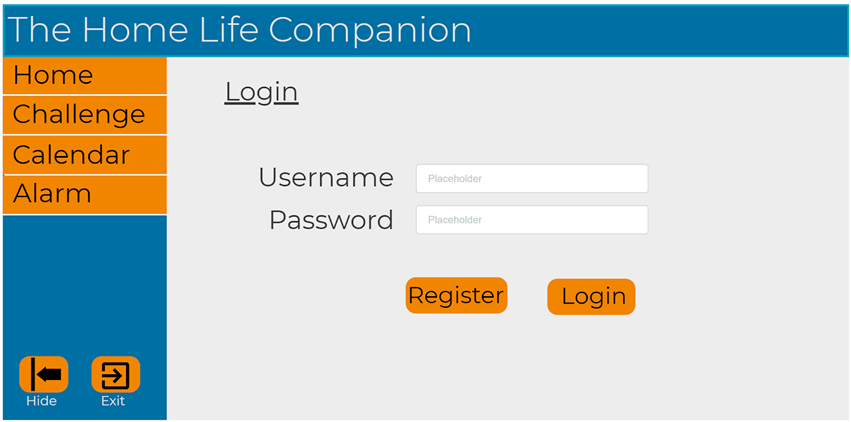 The Home Life Companion
Home
Challenge
Calendar
Alarm
Hide
Exit
Login
Username
Placeholder
Password
Placeholder
Register
Login